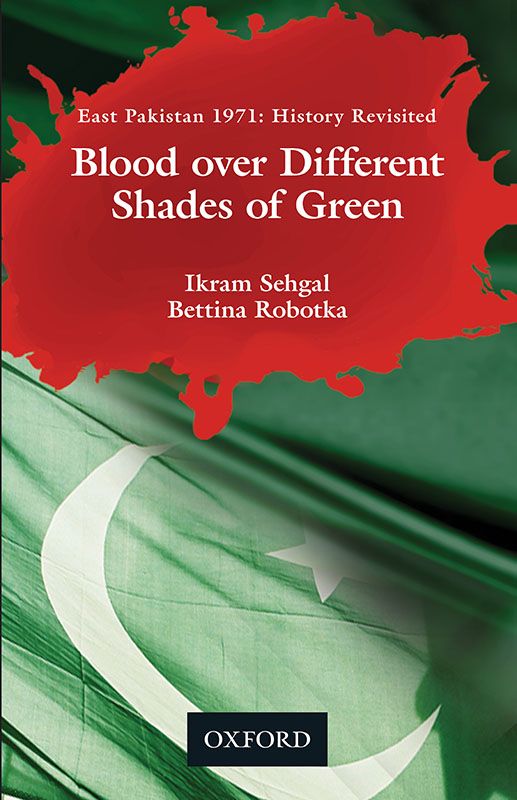 East Pakistan 1971: History Revisited
Blood over Different
Shades of Green
Ikram Sehgal
Bettina Robotka
OXFORD